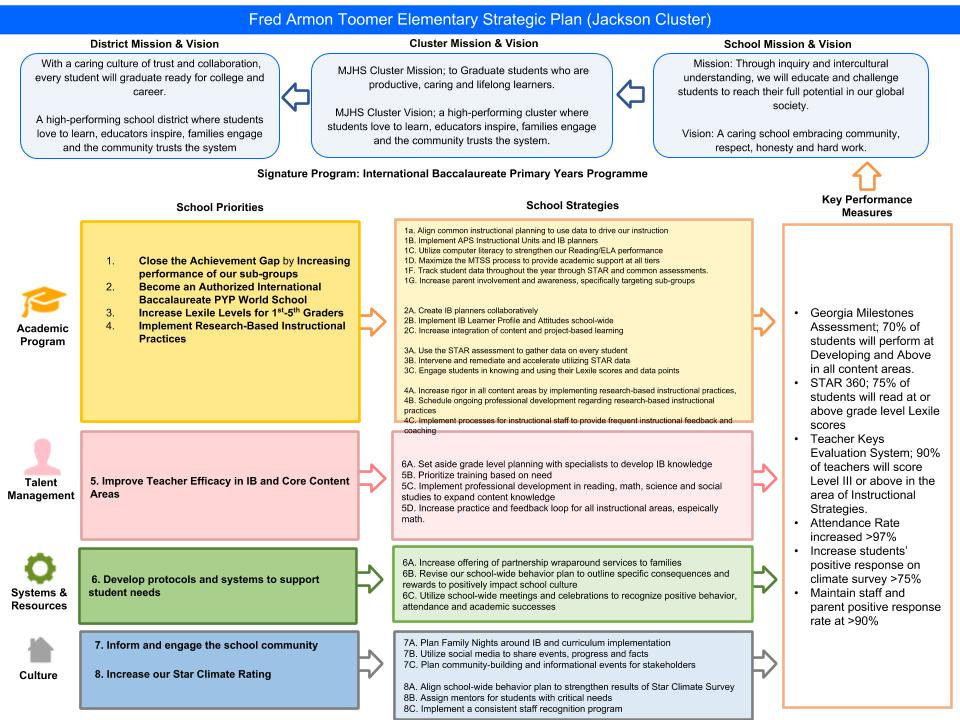 Fred Armon Toomer Elementary Strategic Plan (Jackson Cluster)
District Mission & Vision
With a caring culture of trust and collaboration,
every student will graduate ready for college and
career.
A high-performing school district where students
love to learn, educators inspire, families engage
and the community trusts the system
Cluster Mission & Vision
MJHS Cluster Mission; to Graduate students who are
productive, caring and lifelong learners.
MJHS Cluster Vision; a high-performing cluster where
students love to learn, educators inspire, families engage
and the community trusts the system.
School Mission & Vision
Mission: Through inquiry and intercultural
understanding, we will educate and challenge
students to reach their full potential in our global
society.
Vision: A caring school embracing community,
respect, honesty and hard work.
Signature Program: International Baccalaureate Primary Years Programme
School Priorities
School Strategies
Key Performance
Measures
Academic
Program
1. Close the Achievement Gap by Increasing
performance of our sub-groups
2. Become an Authorized International
Baccalaureate PYP World School
3. Increase Lexile Levels for 1st-5th Graders
4. Implement Research-Based Instructional
Practices
1a. Align common instructional planning to use data to drive our instruction
1B. Implement APS Instructional Units and IB planners
1C. Utilize computer literacy to strengthen our Reading/ELA performance
1D. Maximize the MTSS process to provide academic support at all tiers
1F. Track student data throughout the year through STAR and common assessments.
1G. Increase parent involvement and awareness, specifically targeting sub-groups
2A. Create IB planners collaboratively
2B. Implement IB Learner Profile and Attitudes school-wide
2C. Increase integration of content and project-based learning
3A. Use the STAR assessment to gather data on every student
3B. Intervene and remediate and accelerate utilizing STAR data
3C. Engage students in knowing and using their Lexile scores and data points
4A. Increase rigor in all content areas by implementing research-based instructional practices,
4B. Schedule ongoing professional development regarding research-based instructional
practices
4C. Implement processes for instructional staff to provide frequent instructional feedback and
coaching
Talent
Management
5. Improve Teacher Efficacy in IB and Core Content
Areas
6A. Set aside grade level planning with specialists to develop IB knowledge
5B. Prioritize training based on need
5C. Implement professional development in reading, math, science and social
studies to expand content knowledge
5D. Increase practice and feedback loop for all instructional areas, espeically
math.
Systems &
Resources
6. Develop protocols and systems to support
student needs
6A. Increase offering of partnership wraparound services to families
6B. Revise our school-wide behavior plan to outline specific consequences and
rewards to positively impact school culture
6C. Utilize school-wide meetings and celebrations to recognize positive behavior,
attendance and academic successes
Culture
7. Inform and engage the school community
8. Increase our Star Climate Rating
7A. Plan Family Nights around IB and curriculum implementation
7B. Utilize social media to share events, progress and facts
7C. Plan community-building and informational events for stakeholders
8A. Align school-wide behavior plan to strengthen results of Star Climate Survey
8B. Assign mentors for students with critical needs
8C. Implement a consistent staff recognition program
• Georgia Milestones
Assessment; 70% of
students will perform at
Developing and Above
in all content areas.
• STAR 360; 75% of
students will read at or
above grade level Lexile
scores
• Teacher Keys
Evaluation System; 90%
of teachers will score
Level III or above in the
area of Instructional
Strategies.
• Attendance Rate
increased >97%
• Increase students'
positive response on
climate survey >75%
• Maintain staff and
parent positive response
rate at >90%